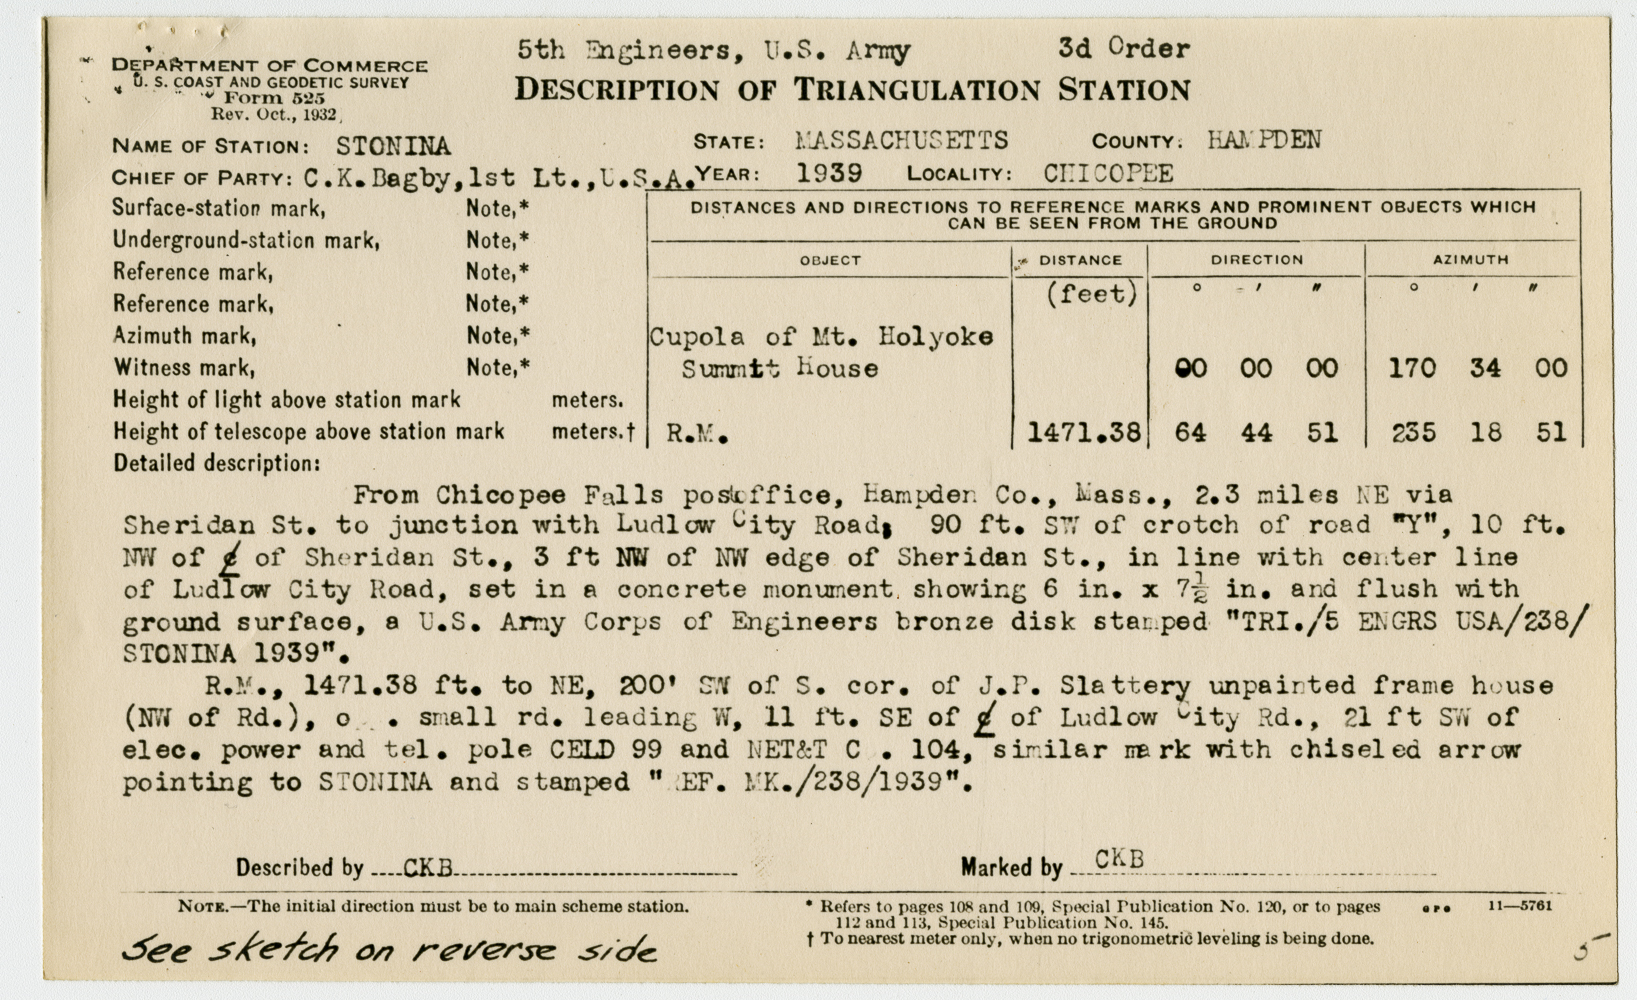 5th Engineers, U.S. Army 3d Order
DEPARTMENT OF COMMERCE
U. S. COAST AND GEODETIC SURVEY
Form 525
Rev. Oct., 1932
DESCRIPTION OF TRIANGULATION STATION
NAME OF STATION: STONINA STATE: MASSACHUSETTS COUNTY: HAMPDEN
CHIEF OF PARTY: C.K.Bagby,1st Lt.,U.S.A. YEAR: 1939 LOCALITY: CHICOPEE
Surface-station mark, Note,*
Underground-station mark, Note,*
Reference mark, Note,*
Reference mark, Note,*
Azimuth mark, Note,*
Witness mark, Note,*
Height of light above station mark meters.
Height of telescope above station mark meters.†
DISTANCES AND DIRECTIONS TO REFERENCE MARKS AND PROMINENT OBJECTS WHICH
CAN BE SEEN FROM THE GROUND
OBJECT DISTANCE DIRECTION AZIMUTH
(feet) ° ′ ″ ° ′ ″
Cupola of Mt. Holyoke
Summit House 00 00 00 170 34 00
R.M. 1471.38 64 44 51 235 18 51
Detailed description:
From Chicopee Falls postoffice, Hampden Co., Mass., 2.3 miles NE via
Sheridan St. to junction with Ludlow City Road, 90 ft. SW of crotch of road "Y", 10 ft.
NW of ℄ of Sheridan St., 3 ft NW of NW edge of Sheridan St., in line with center line
of Ludlow City Road, set in a concrete monument showing 6 in. x 7½ in. and flush with
ground surface, a U.S. Army Corps of Engineers bronze disk stamped "TRI./5 ENGRS USA/238/
STONINA 1939".
R.M., 1471.38 ft. to NE, 200' SW of S. cor. of J.P. Slattery unpainted frame house
(NW of Rd.), small rd. leading W, 11 ft. SE of ℄ of Ludlow City Rd., 21 ft SW of
elec. power and tel. pole CELD 99 and NET&T C . 104, similar mark with chiseled arrow
pointing to STONINA and stamped "REF. MK./238/1939".
Described by CKB Marked by CKB
NOTE.—The initial direction must be to main scheme station.
* Refers to pages 108 and 109, Special Publication No. 120, or to pages
112 and 113, Special Publication No. 145.
† To nearest meter only, when no trigonometric leveling is being done.
GPO 11—5761
See sketch on reverse side
5